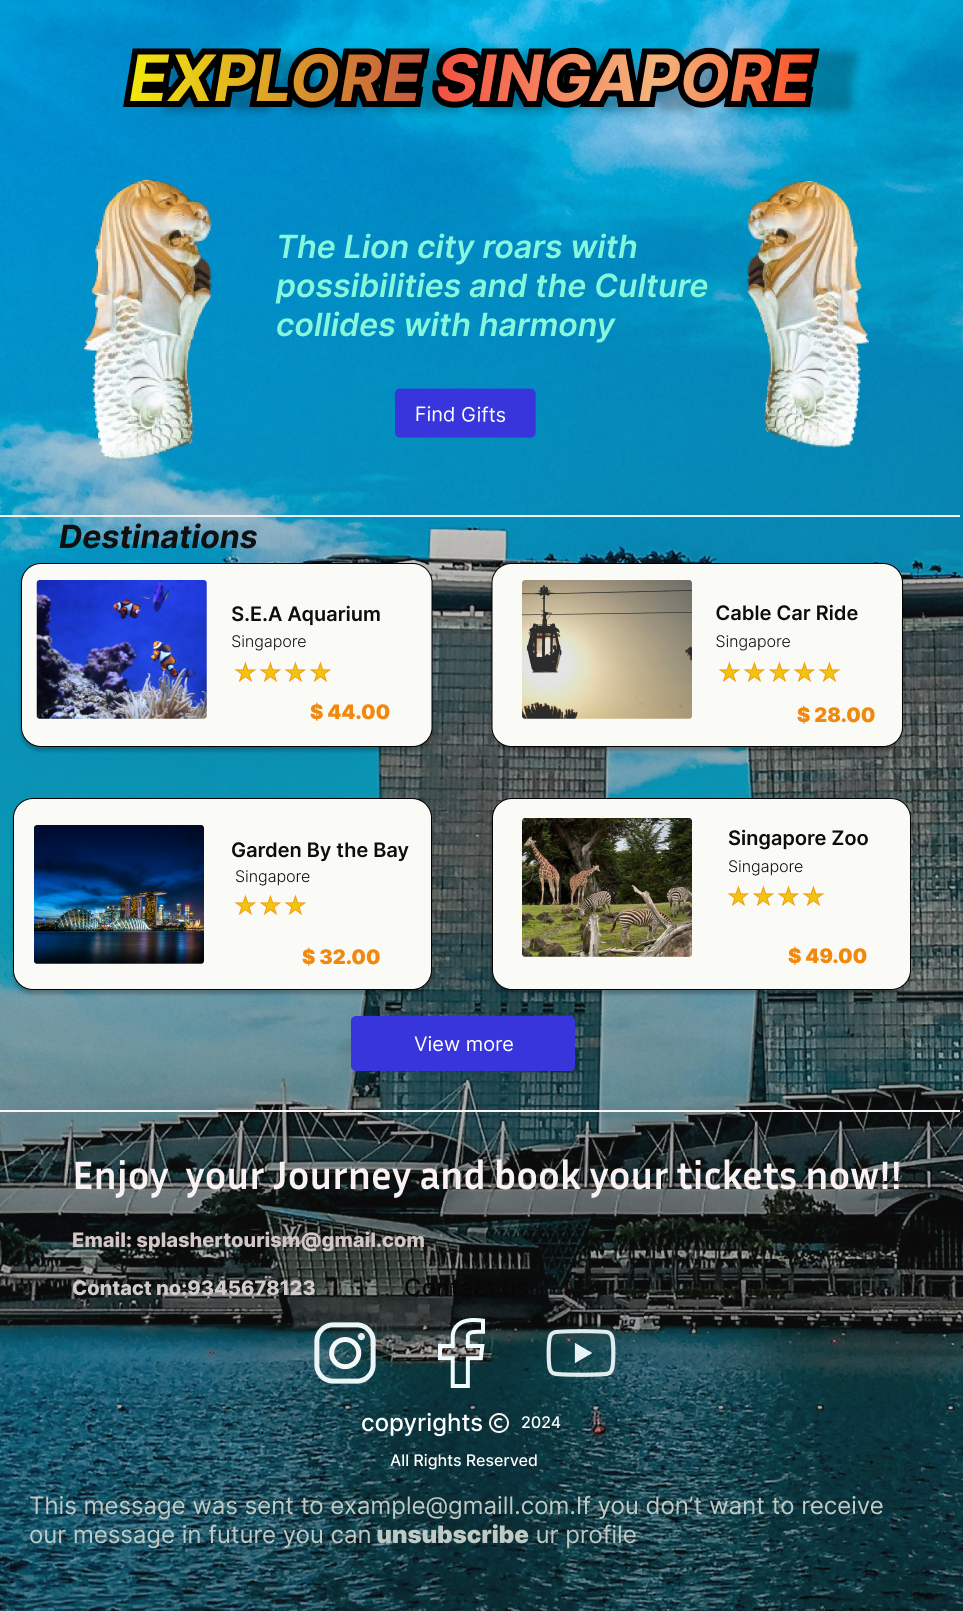 EXPLORE SINGAPORE
The Lion city roars with
possibilities and the Culture
collides with harmony
Find Gifts
Destinations
S.E.A Aquarium
Singapore
$ 44.00
Cable Car Ride
Singapore
$ 28.00
Garden By the Bay
Singapore
$ 32.00
Singapore Zoo
Singapore
$ 49.00
View more
Enjoy your Journey and book your tickets now!!
Email: splashertourism@gmail.com
Contact no:9345678123
copyrights © 2024
All Rights Reserved
This message was sent to example@gmaill.com.If you don’t want to receive
our message in future you can unsubscribe ur profile